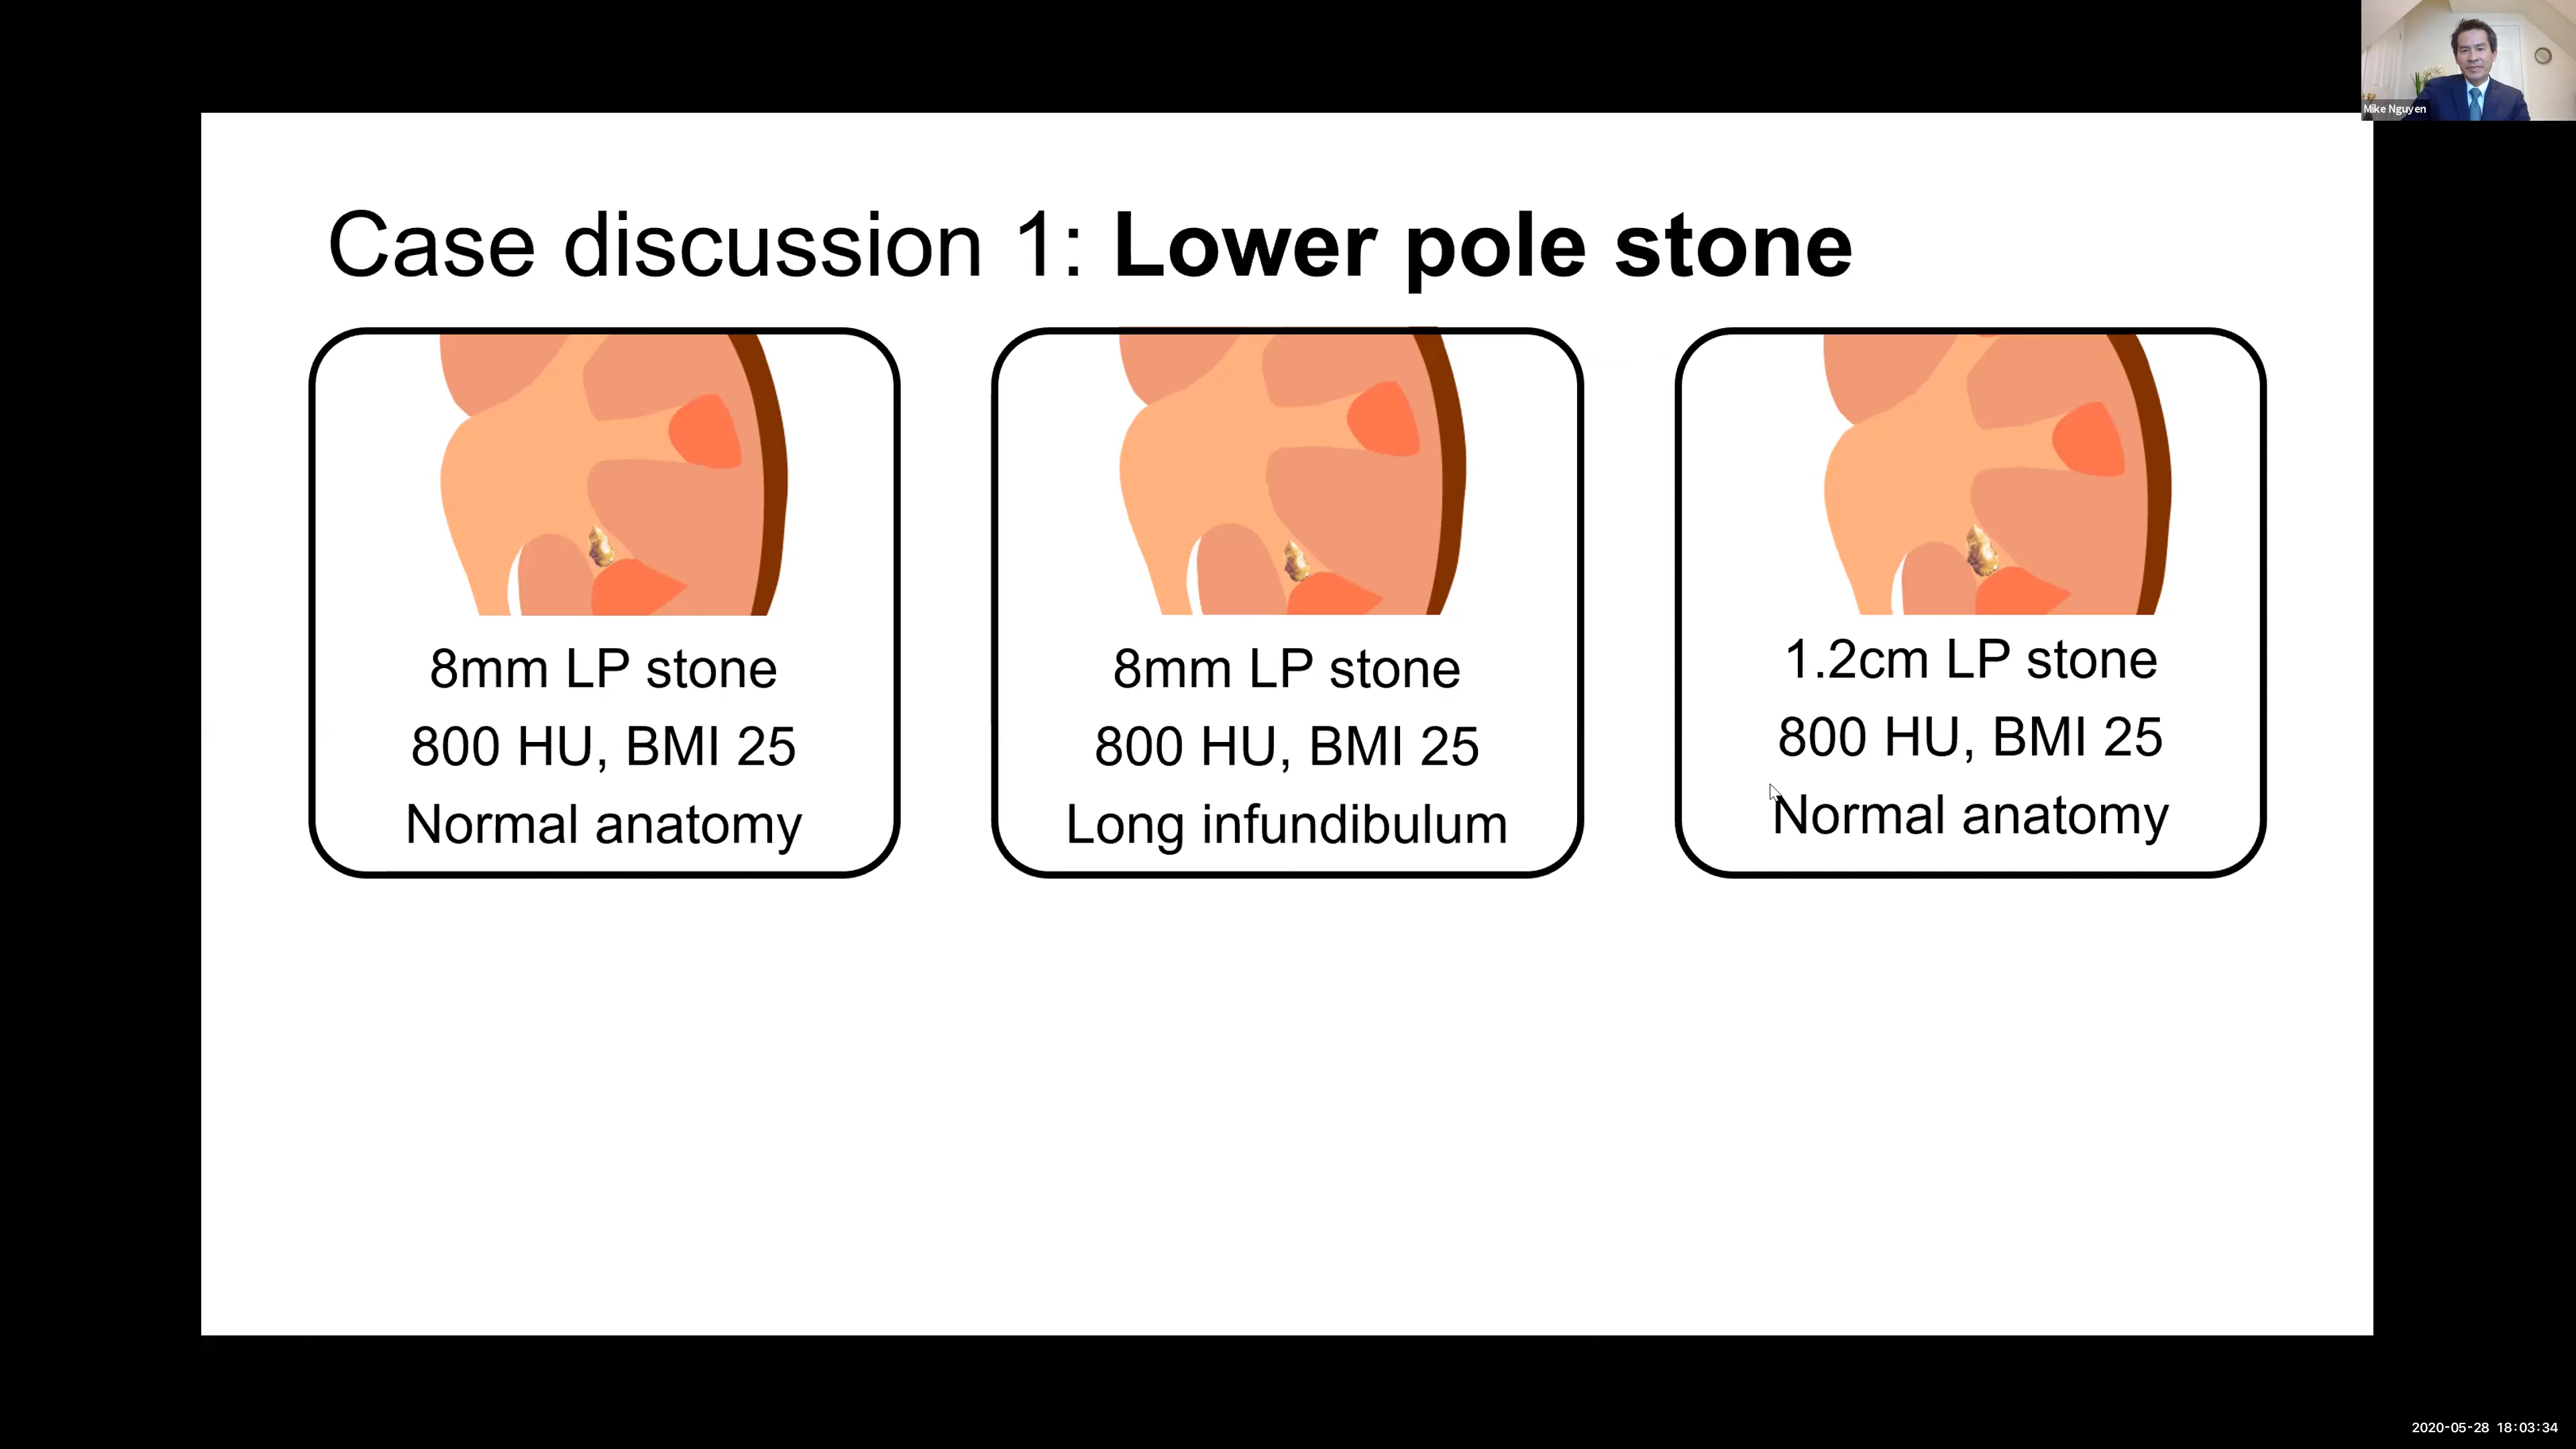 Mike Nguyen
Case discussion 1: Lower pole stone
8mm LP stone
800 HU, BMI 25
Normal anatomy
8mm LP stone
800 HU, BMI 25
Long infundibulum
1.2cm LP stone
800 HU, BMI 25
Normal anatomy
2020-05-28 18:03:34